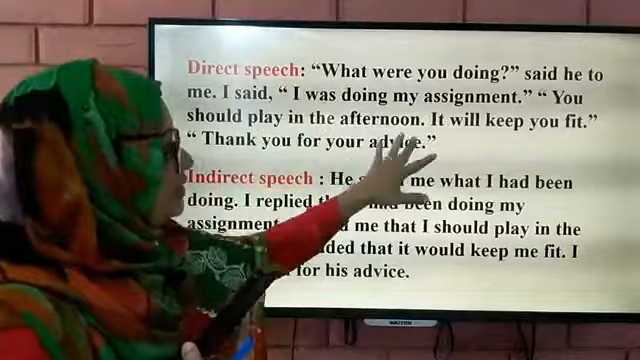 Direct speech: “What were you doing?” said he to
me. I said, “ I was doing my assignment.” “ You
should play in the afternoon. It will keep you fit.”
“ Thank you for your advice.”
Indirect speech : He me what I had been
doing. I replied been doing my
assignment me that I should play in the
that it would keep me fit. I
for his advice.
WALTON